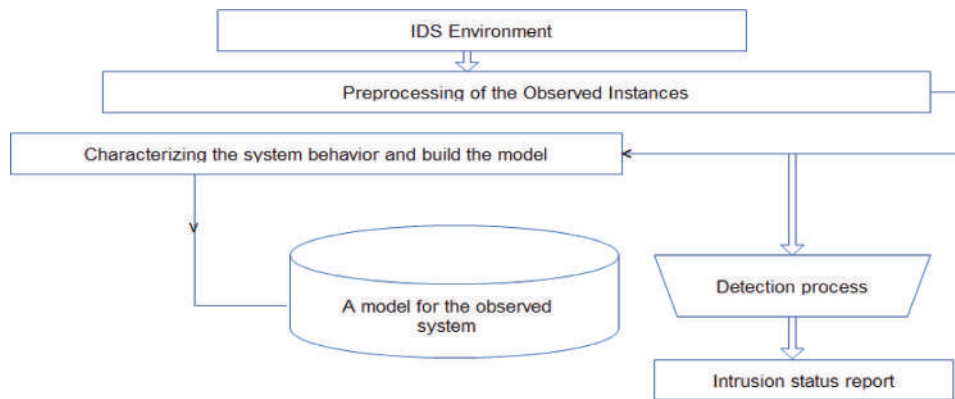 IDS Environment
Preprocessing of the Observed Instances
Characterizing the system behavior and build the model
A model for the observed
system
Detection process
Intrusion status report